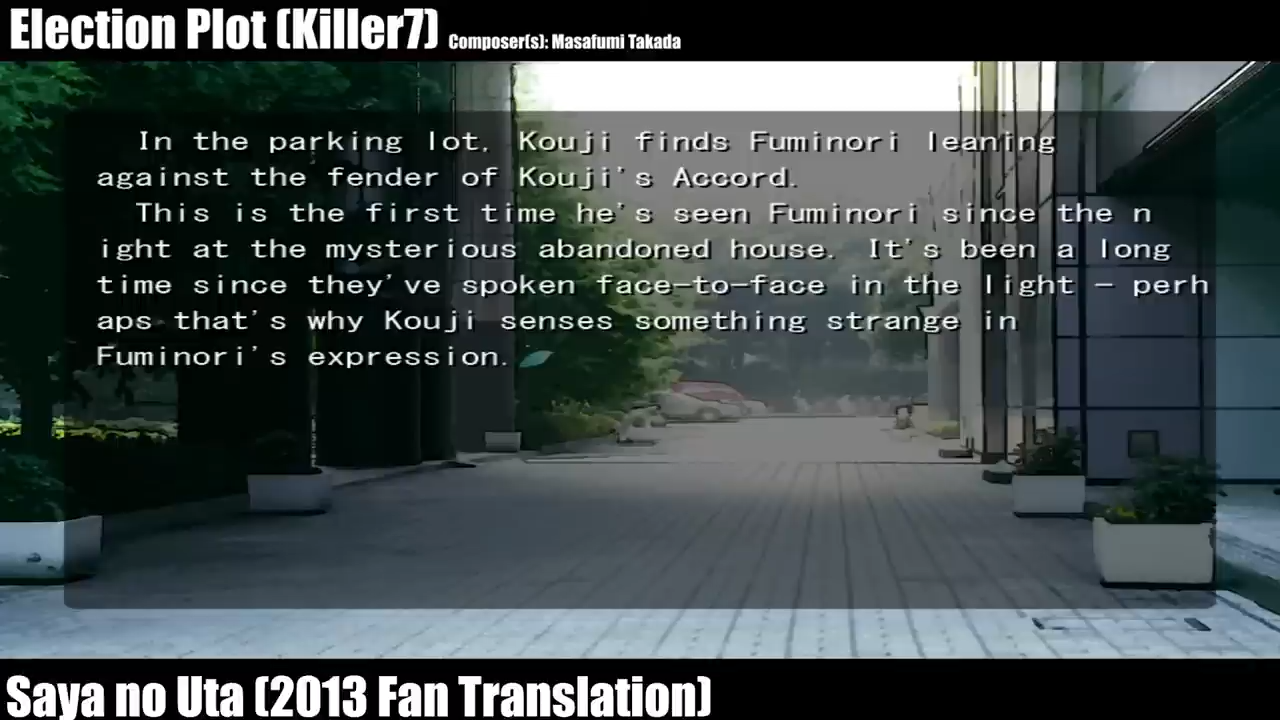 Election Plot (Killer7) Composer(s): Masafumi Takada
In the parking lot, Kouji finds Fuminori leaning
against the fender of Kouji's Accord.
This is the first time he's seen Fuminori since the n
ight at the mysterious abandoned house. It's been a long
time since they've spoken face-to-face in the light – perh
aps that's why Kouji senses something strange in
Fuminori's expression.
Saya no Uta (2013 Fan Translation)